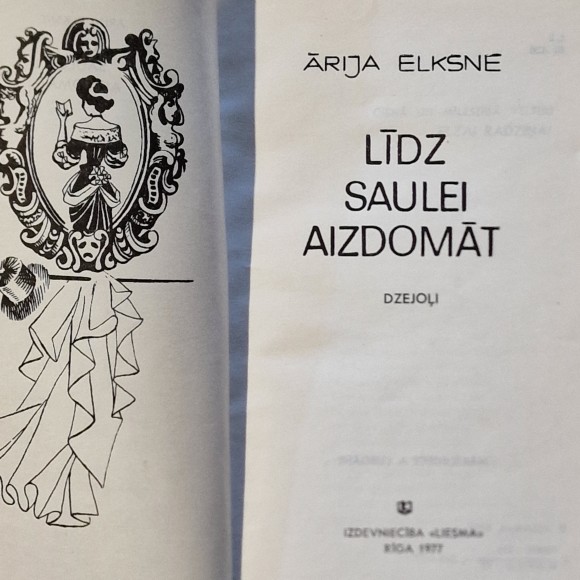 ĀRIJA ELKSNE
LĪDZ
SAULEI
AIZDOMĀT
DZEJOĻI
IZDEVNIECĪBA «LIESMA»
RĪGA 1977